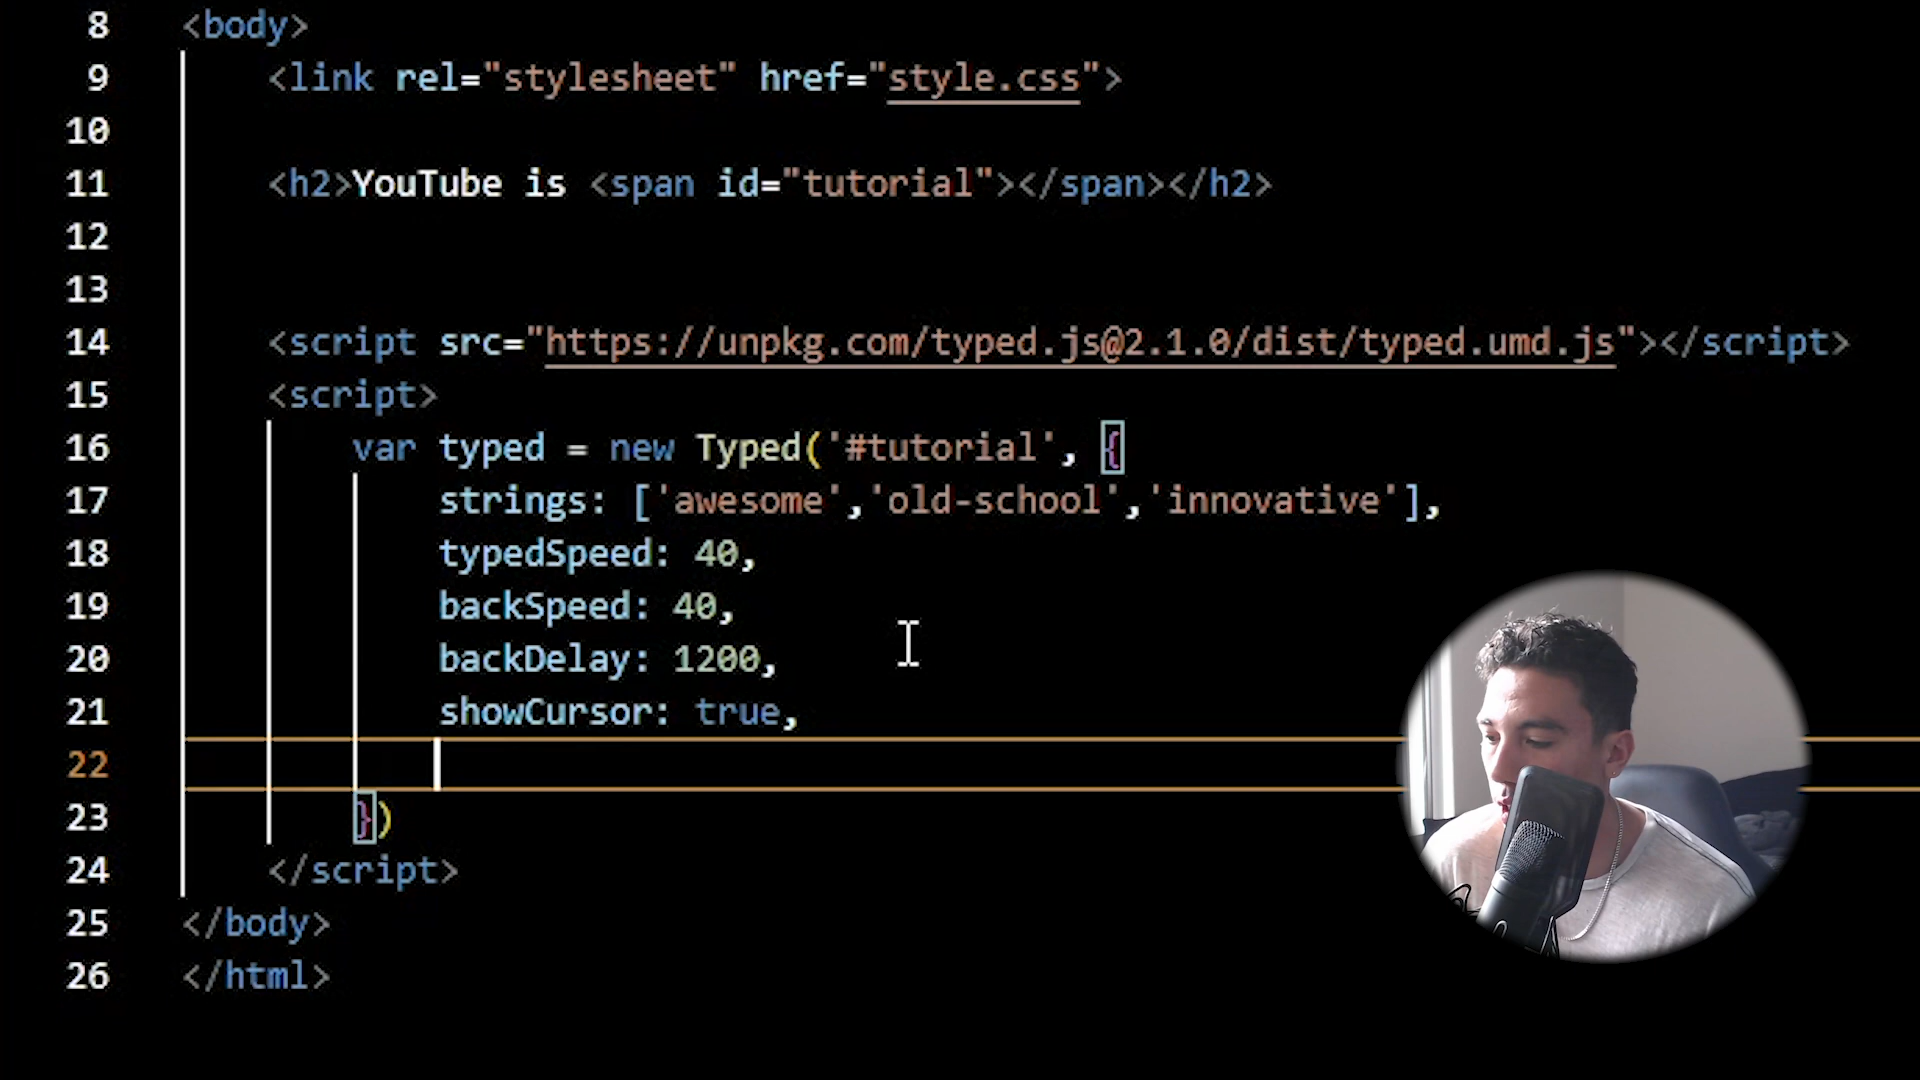 8 <body>
9 <link rel="stylesheet" href="style.css">
10
11 <h2>YouTube is <span id="tutorial"></span></h2>
12
13
14 <script src="https://unpkg.com/typed.js@2.1.0/dist/typed.umd.js"></script>
15 <script>
16 var typed = new Typed('#tutorial', {
17 strings: ['awesome','old-school','innovative'],
18 typedSpeed: 40,
19 backSpeed: 40,
20 backDelay: 1200,
21 showCursor: true,
22
23 })
24 </script>
25 </body>
26 </html>